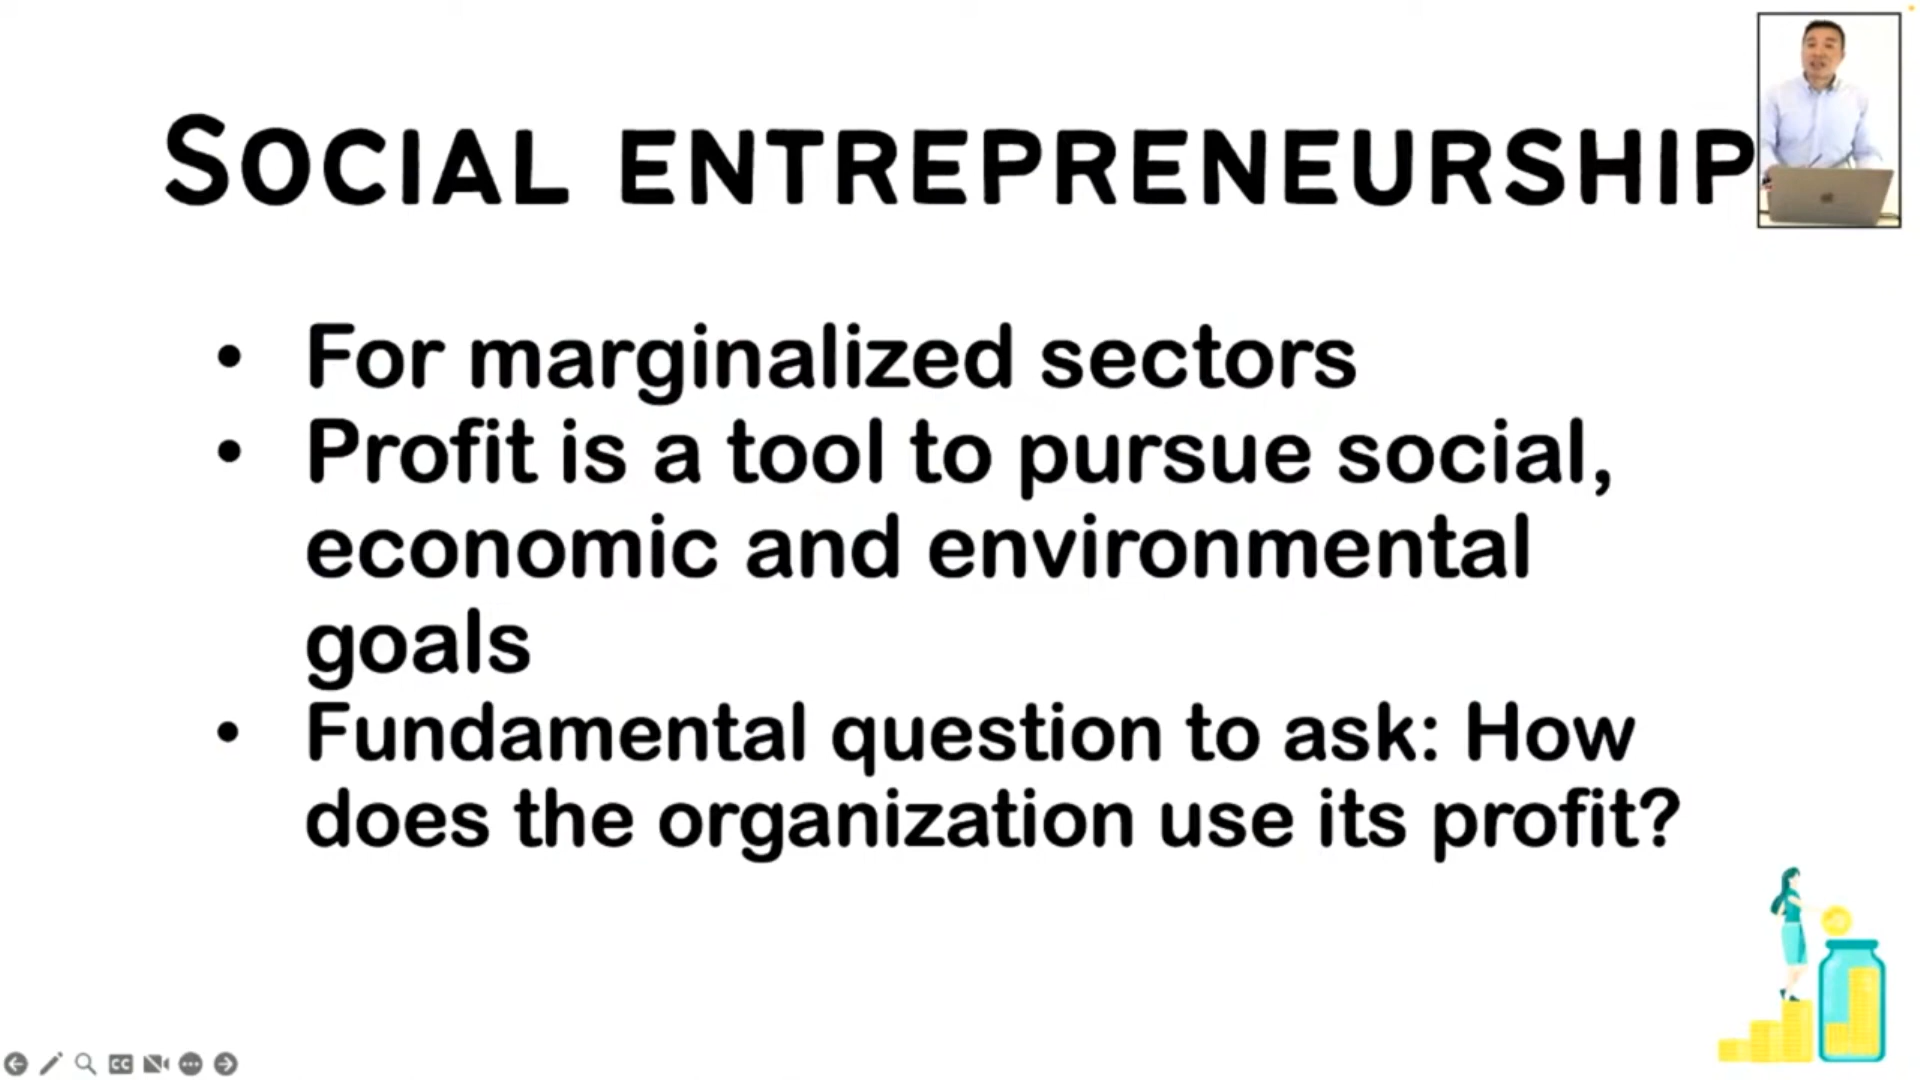 SOCIAL ENTREPRENEURSHIP
• For marginalized sectors
• Profit is a tool to pursue social,
economic and environmental
goals
• Fundamental question to ask: How
does the organization use its profit?
CC